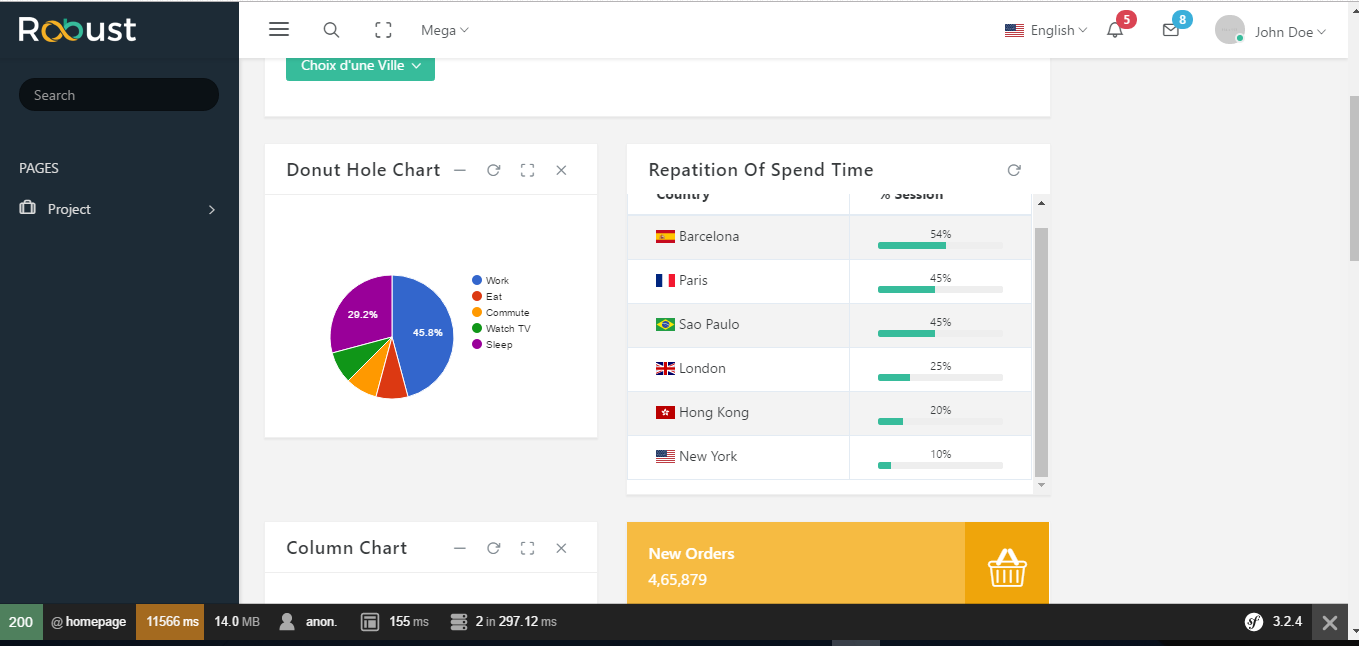 Robust
Mega
English
5
8
John Doe
Search
PAGES
Project
Choix d'une Ville
Donut Hole Chart
29.2%
45.8%
Work
Eat
Commute
Watch TV
Sleep
Repatition Of Spend Time
Country % Session
Barcelona 54%
Paris 45%
Sao Paulo 45%
London 25%
Hong Kong 20%
New York 10%
Column Chart
New Orders
4,65,879
200 @ homepage 11566 ms 14.0 MB anon. 155 ms 2 in 297.12 ms sf 3.2.4